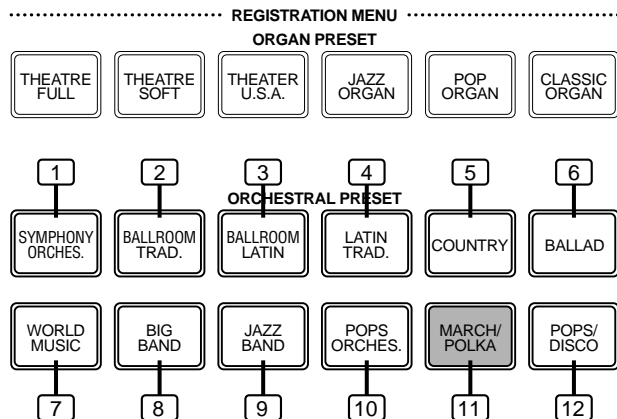 REGISTRATION MENU
ORGAN PRESET
THEATRE FULL
THEATRE SOFT
THEATER U.S.A.
JAZZ ORGAN
POP ORGAN
CLASSIC ORGAN
1 2 3 4 5 6
ORCHESTRAL PRESET
SYMPHONY ORCHES.
BALLROOM TRAD.
BALLROOM LATIN
LATIN TRAD.
COUNTRY
BALLAD
WORLD MUSIC
BIG BAND
JAZZ BAND
POPS ORCHES.
MARCH/ POLKA
POPS/ DISCO
7 8 9 10 11 12